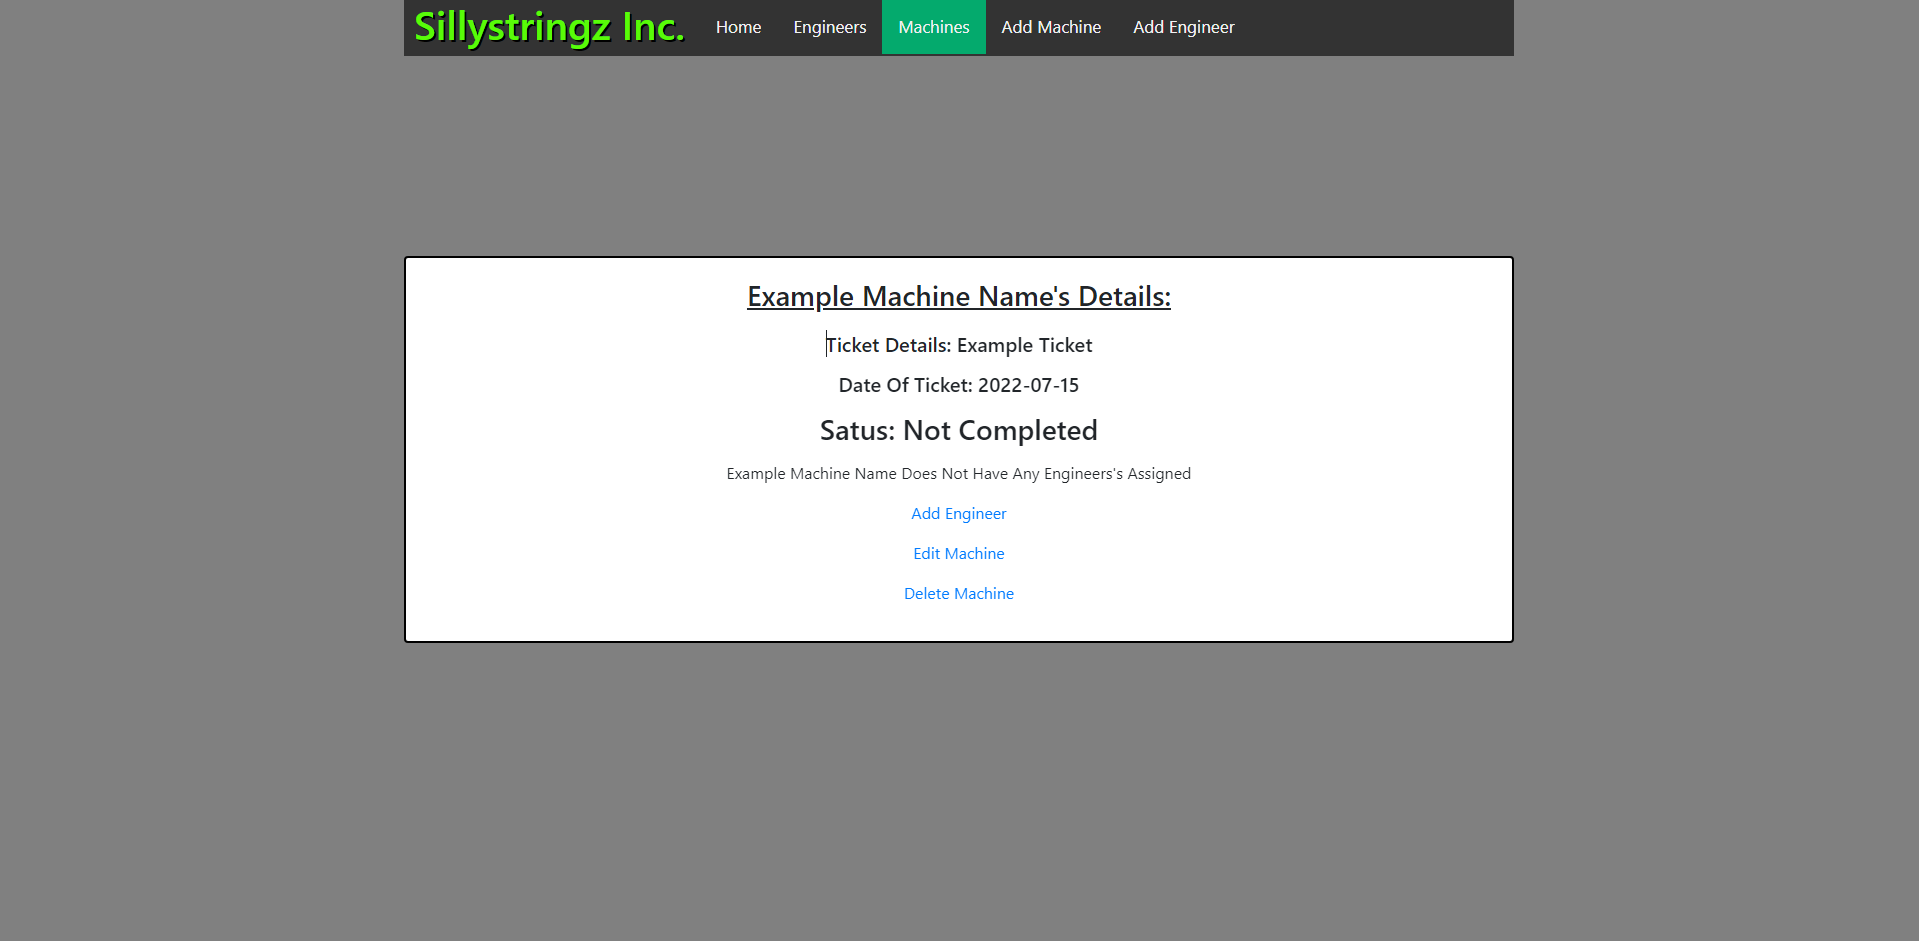 Sillystringz Inc. Home Engineers Machines Add Machine Add Engineer
Example Machine Name's Details:
Ticket Details: Example Ticket
Date Of Ticket: 2022-07-15
Satus: Not Completed
Example Machine Name Does Not Have Any Engineers's Assigned
Add Engineer
Edit Machine
Delete Machine